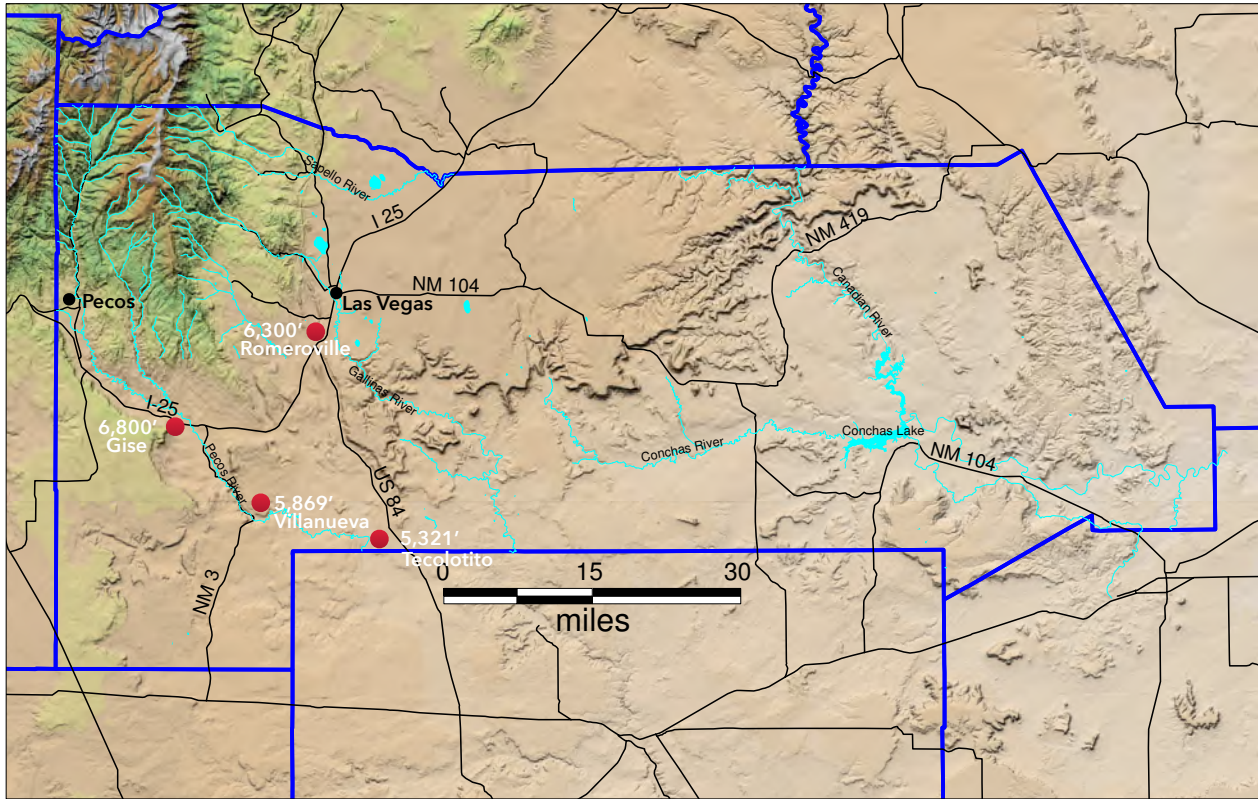 Sapello River
I 25
NM 419
Canadian River
NM 104
Pecos
Las Vegas
6,300’
Romeroville
Gallinas River
I-25
6,800’
Gise
Conchas Lake
Conchas River
NM 104
Pecos River
US 84
5,869’
Villanueva
5,321’
Tecolotito
NM 3
0 15 30
miles